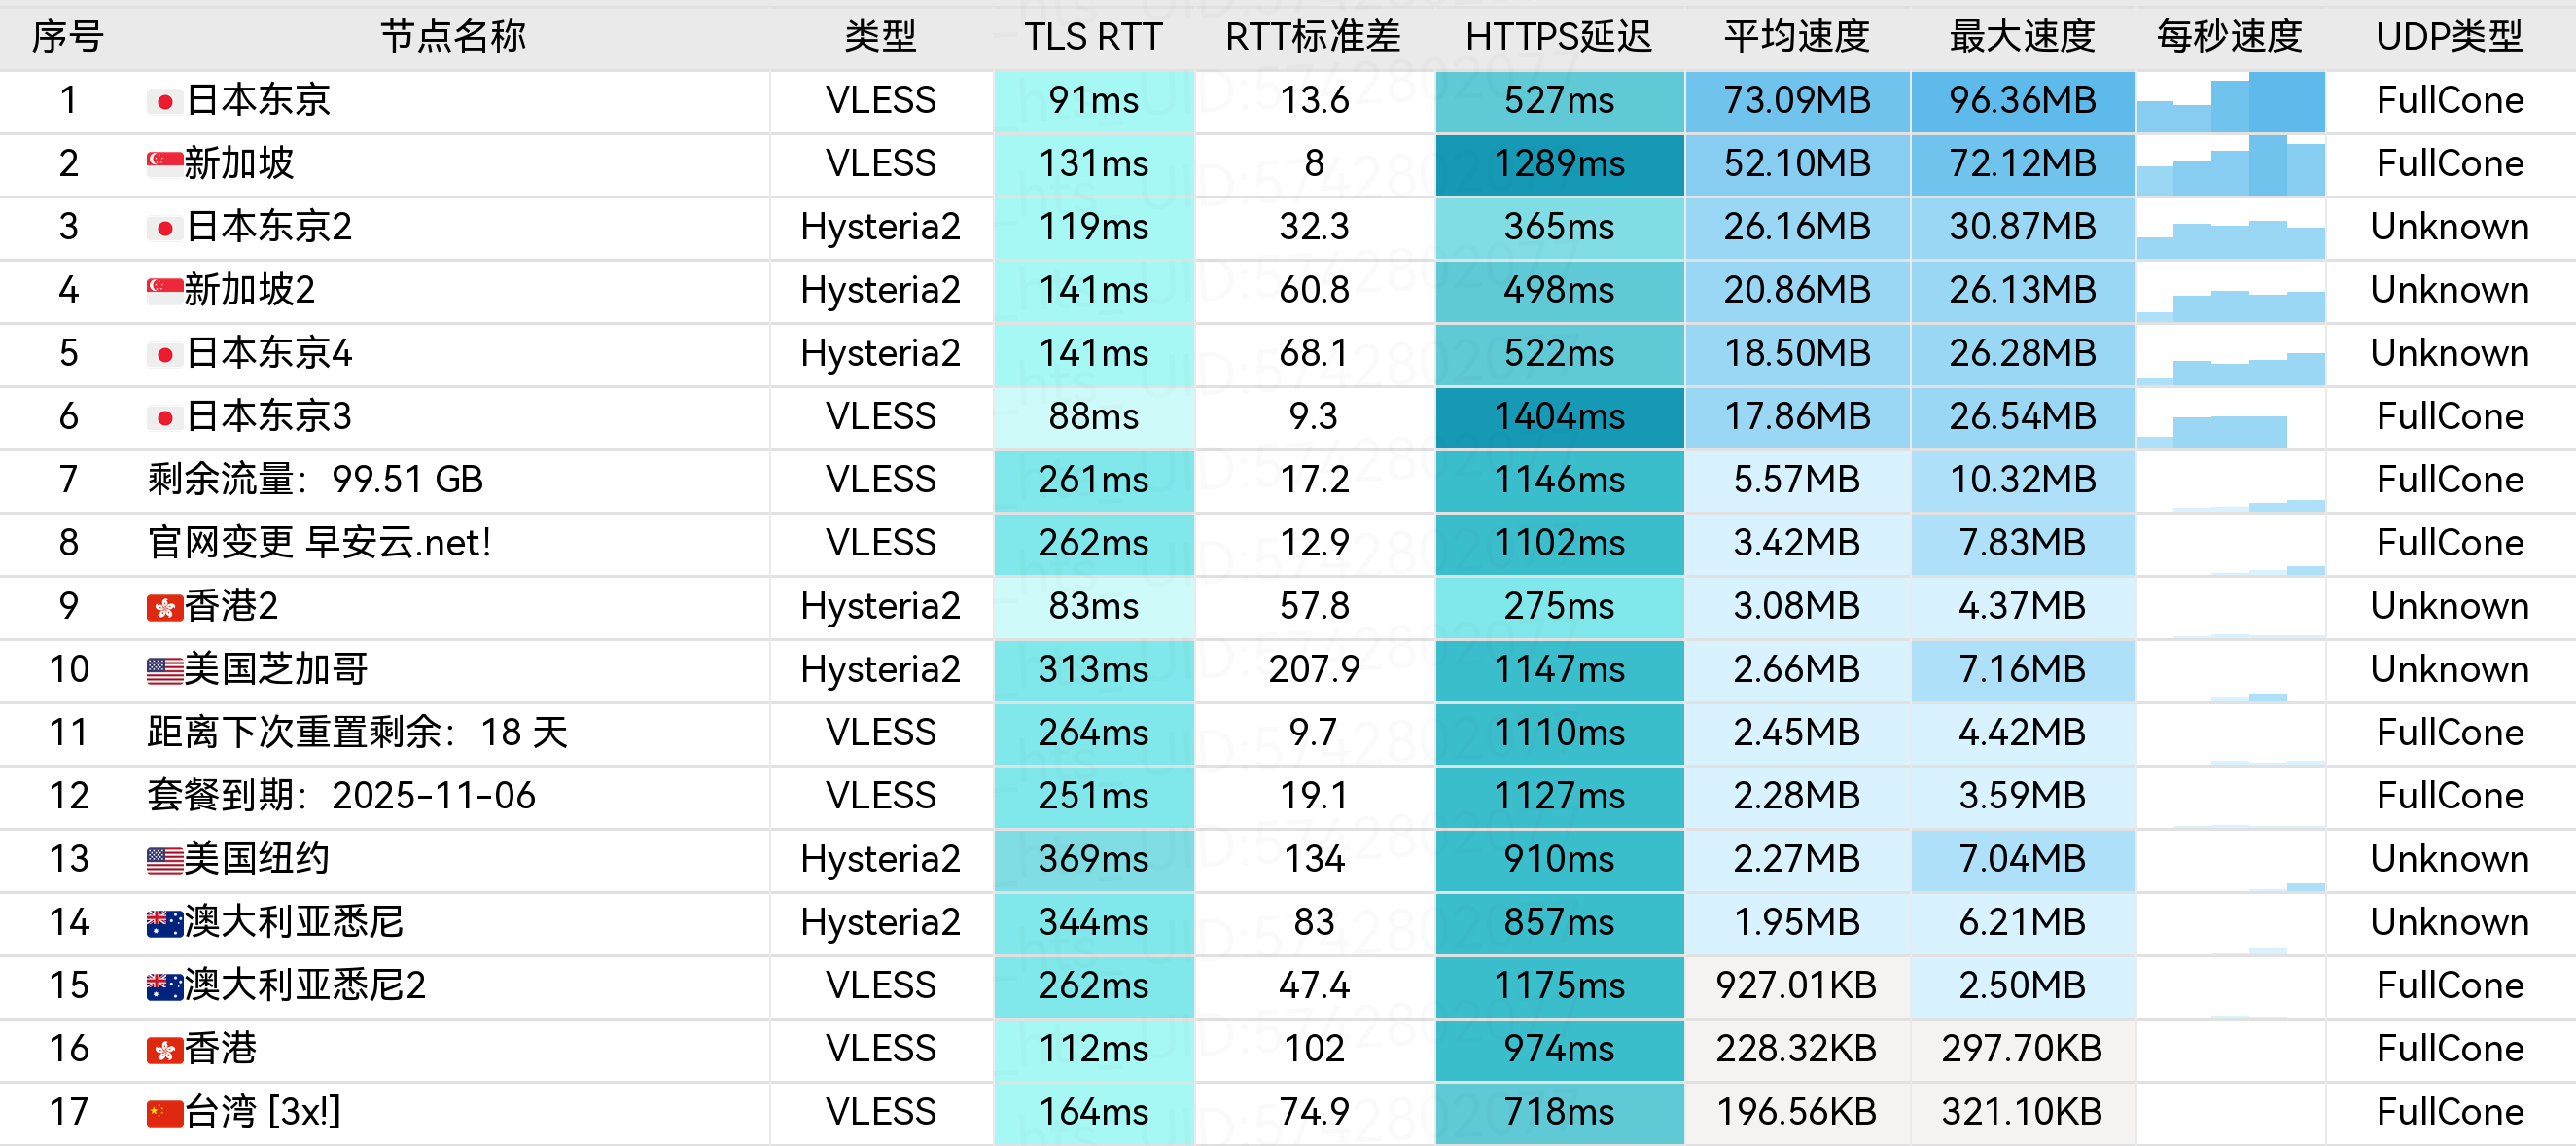 序号 节点名称 类型 TLS RTT RTT标准差 HTTPS延迟 平均速度 最大速度 每秒速度 UDP类型
1 日本东京 VLESS 91ms 13.6 527ms 73.09MB 96.36MB FullCone
2 新加坡 VLESS 131ms 8 1289ms 52.10MB 72.12MB FullCone
3 日本东京2 Hysteria2 119ms 32.3 365ms 26.16MB 30.87MB Unknown
4 新加坡2 Hysteria2 141ms 60.8 498ms 20.86MB 26.13MB Unknown
5 日本东京4 Hysteria2 141ms 68.1 522ms 18.50MB 26.28MB Unknown
6 日本东京3 VLESS 88ms 9.3 1404ms 17.86MB 26.54MB FullCone
7 剩余流量：99.51 GB VLESS 261ms 17.2 1146ms 5.57MB 10.32MB FullCone
8 官网变更 早安云.net! VLESS 262ms 12.9 1102ms 3.42MB 7.83MB FullCone
9 香港2 Hysteria2 83ms 57.8 275ms 3.08MB 4.37MB Unknown
10 美国芝加哥 Hysteria2 313ms 207.9 1147ms 2.66MB 7.16MB Unknown
11 距离下次重置剩余：18 天 VLESS 264ms 9.7 1110ms 2.45MB 4.42MB FullCone
12 套餐到期：2025-11-06 VLESS 251ms 19.1 1127ms 2.28MB 3.59MB FullCone
13 美国纽约 Hysteria2 369ms 134 910ms 2.27MB 7.04MB Unknown
14 澳大利亚悉尼 Hysteria2 344ms 83 857ms 1.95MB 6.21MB Unknown
15 澳大利亚悉尼2 VLESS 262ms 47.4 1175ms 927.01KB 2.50MB FullCone
16 香港 VLESS 112ms 102 974ms 228.32KB 297.70KB FullCone
17 台湾 [3x!] VLESS 164ms 74.9 718ms 196.56KB 321.10KB FullCone